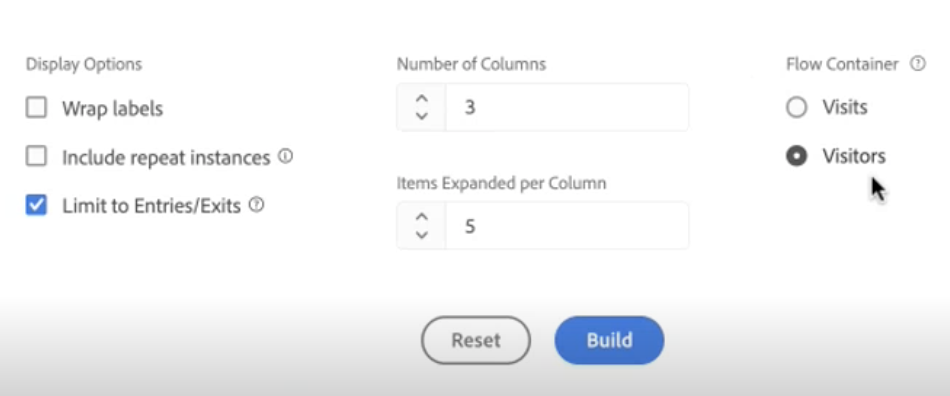 Display Options
Wrap labels
Include repeat instances
Limit to Entries/Exits
Number of Columns
3
Items Expanded per Column
5
Flow Container
Visits
Visitors
Reset
Build